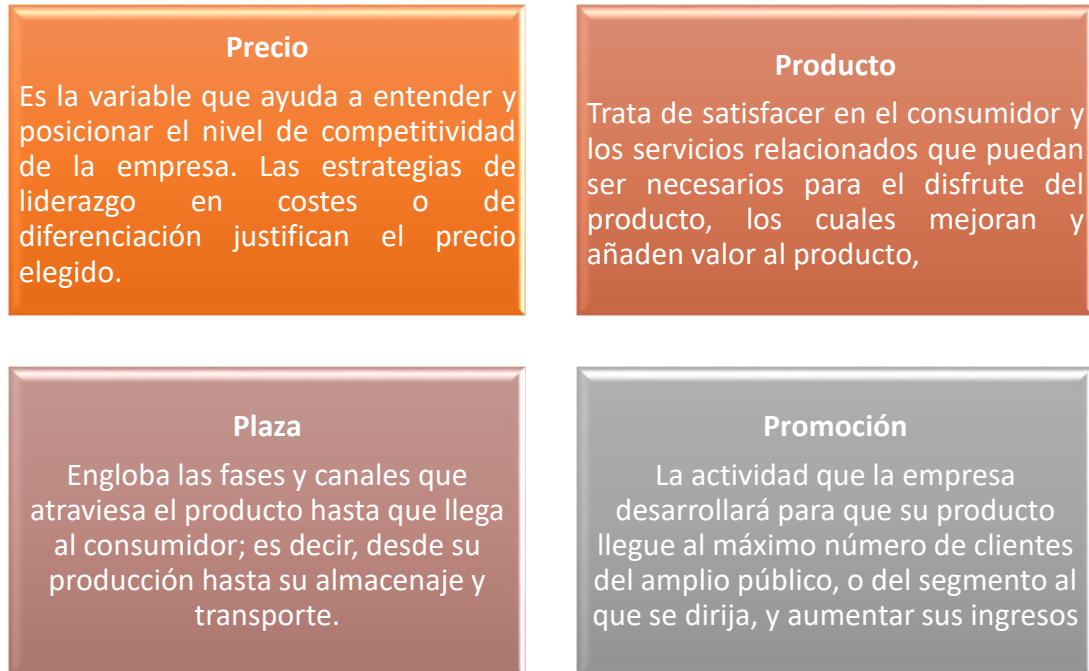 Precio
Es la variable que ayuda a entender y
posicionar el nivel de competitividad
de la empresa. Las estrategias de
liderazgo en costes o de
diferenciación justifican el precio
elegido.
Producto
Trata de satisfacer en el consumidor y
los servicios relacionados que puedan
ser necesarios para el disfrute del
producto, los cuales mejoran y
añaden valor al producto,
Plaza
Engloba las fases y canales que
atraviesa el producto hasta que llega
al consumidor; es decir, desde su
producción hasta su almacenaje y
transporte.
Promoción
La actividad que la empresa
desarrollará para que su producto
llegue al máximo número de clientes
del amplio público, o del segmento al
que se dirija, y aumentar sus ingresos